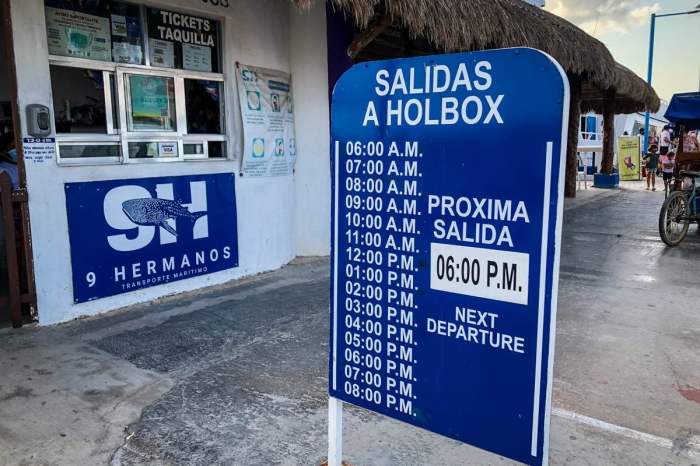 TICKETS
TAQUILLA
9H
9 HERMANOS
TRANSPORTE MARÍTIMO
SALIDAS
A HOLBOX
06:00 A.M.
07:00 A.M.
08:00 A.M.
09:00 A.M.
10:00 A.M.
11:00 A.M.
12:00 P.M.
01:00 P.M.
02:00 P.M.
03:00 P.M.
04:00 P.M.
05:00 P.M.
06:00 P.M.
07:00 P.M.
08:00 P.M.
PROXIMA
SALIDA
06:00 P.M.
NEXT
DEPARTURE